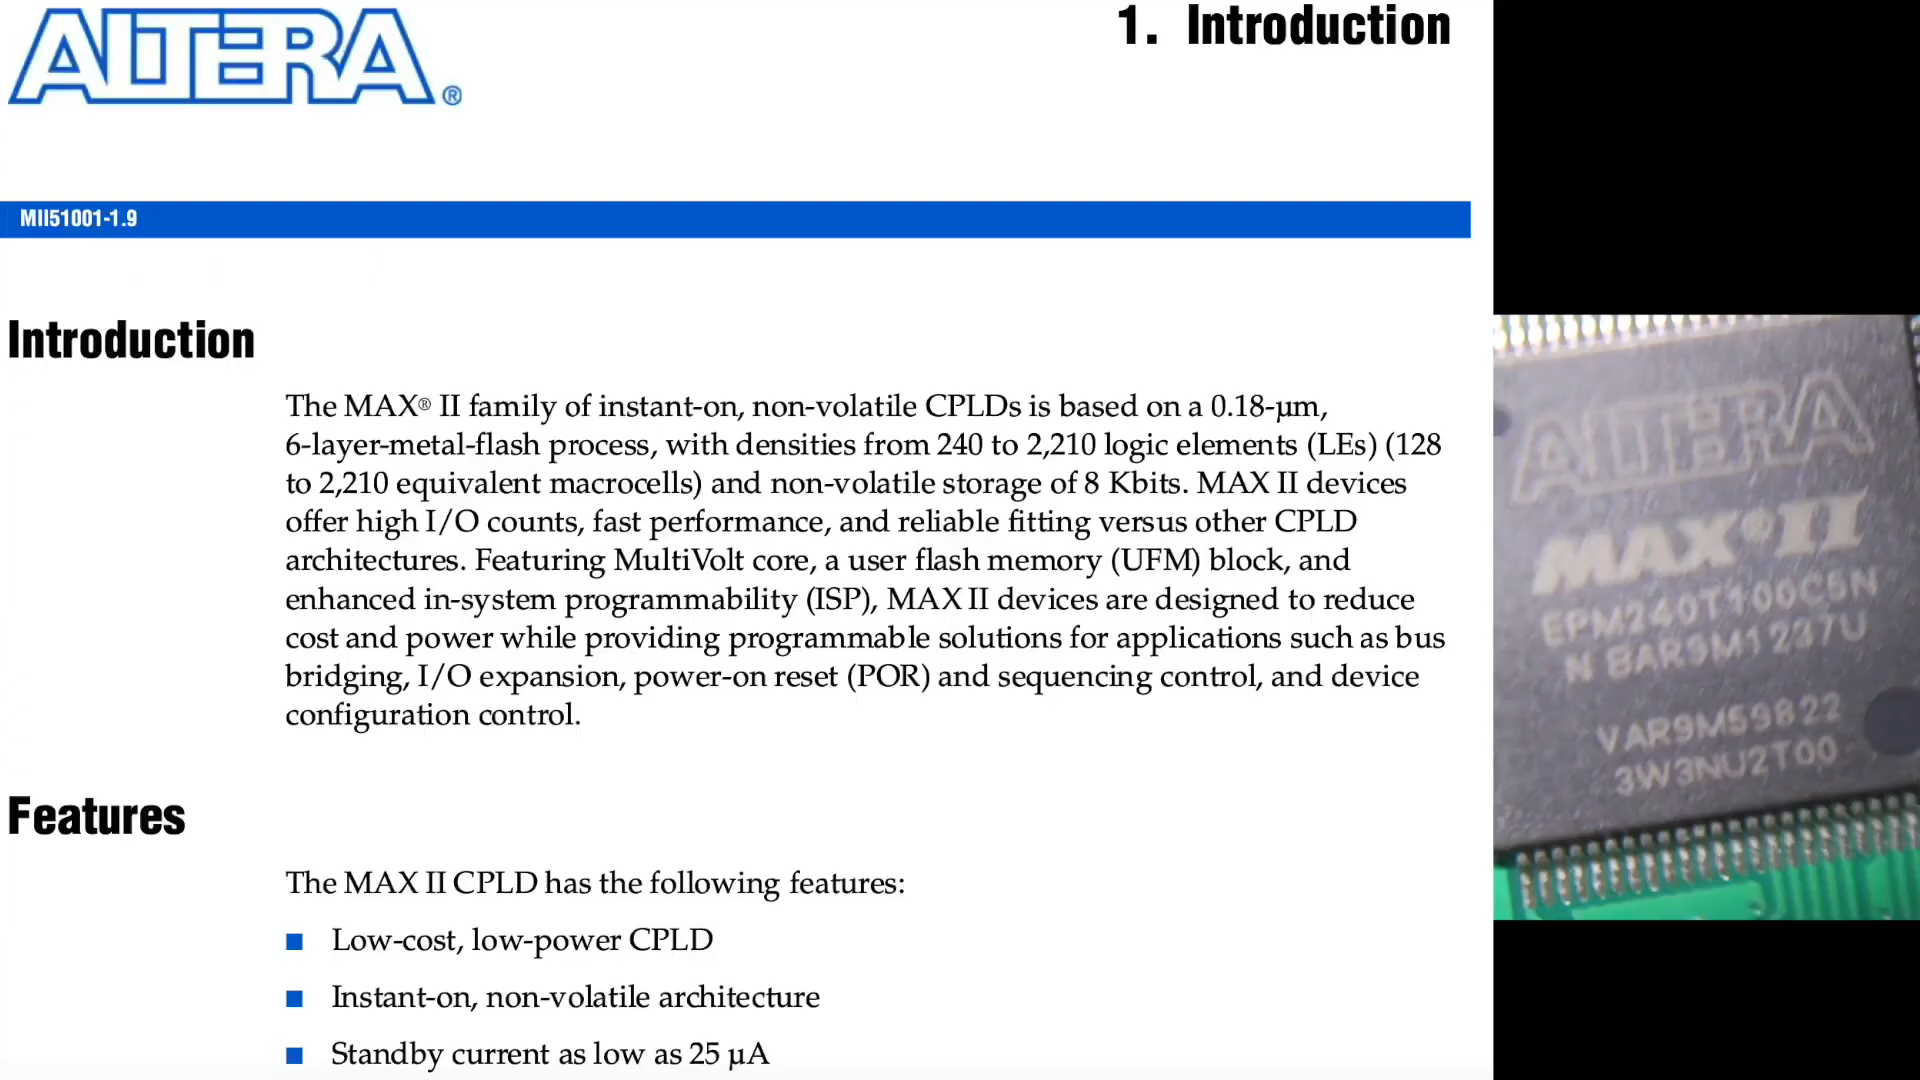 ALTERA®
1. Introduction
MII51001-1.9
Introduction
The MAX® II family of instant-on, non-volatile CPLDs is based on a 0.18-µm,
6-layer-metal-flash process, with densities from 240 to 2,210 logic elements (LEs) (128
to 2,210 equivalent macrocells) and non-volatile storage of 8 Kbits. MAX II devices
offer high I/O counts, fast performance, and reliable fitting versus other CPLD
architectures. Featuring MultiVolt core, a user flash memory (UFM) block, and
enhanced in-system programmability (ISP), MAX II devices are designed to reduce
cost and power while providing programmable solutions for applications such as bus
bridging, I/O expansion, power-on reset (POR) and sequencing control, and device
configuration control.
Features
The MAX II CPLD has the following features:
■ Low-cost, low-power CPLD
■ Instant-on, non-volatile architecture
■ Standby current as low as 25 µA
ALTERA
MAX® II
EPM240T100C5N
N BAR9M1237U
VAR9M59822
3W3NU2T00